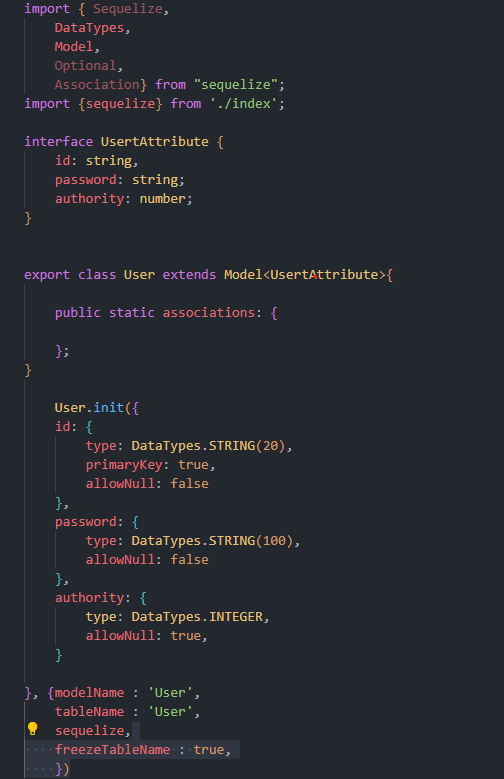 import { Sequelize,
    DataTypes,
    Model,
    Optional,
    Association} from "sequelize";
import {sequelize} from './index';
interface UsertAttribute {
    id: string,
    password: string;
    authority: number;
}
export class User extends Model<UsertAttribute>{
    public static associations: {
    };
}
    User.init({
    id: {
        type: DataTypes.STRING(20),
        primaryKey: true,
        allowNull: false
    },
    password: {
        type: DataTypes.STRING(100),
        allowNull: false
    },
    authority: {
        type: DataTypes.INTEGER,
        allowNull: true,
    }
}, {modelName : 'User',
    tableName : 'User',
    sequelize,
    freezeTableName : true,
    })